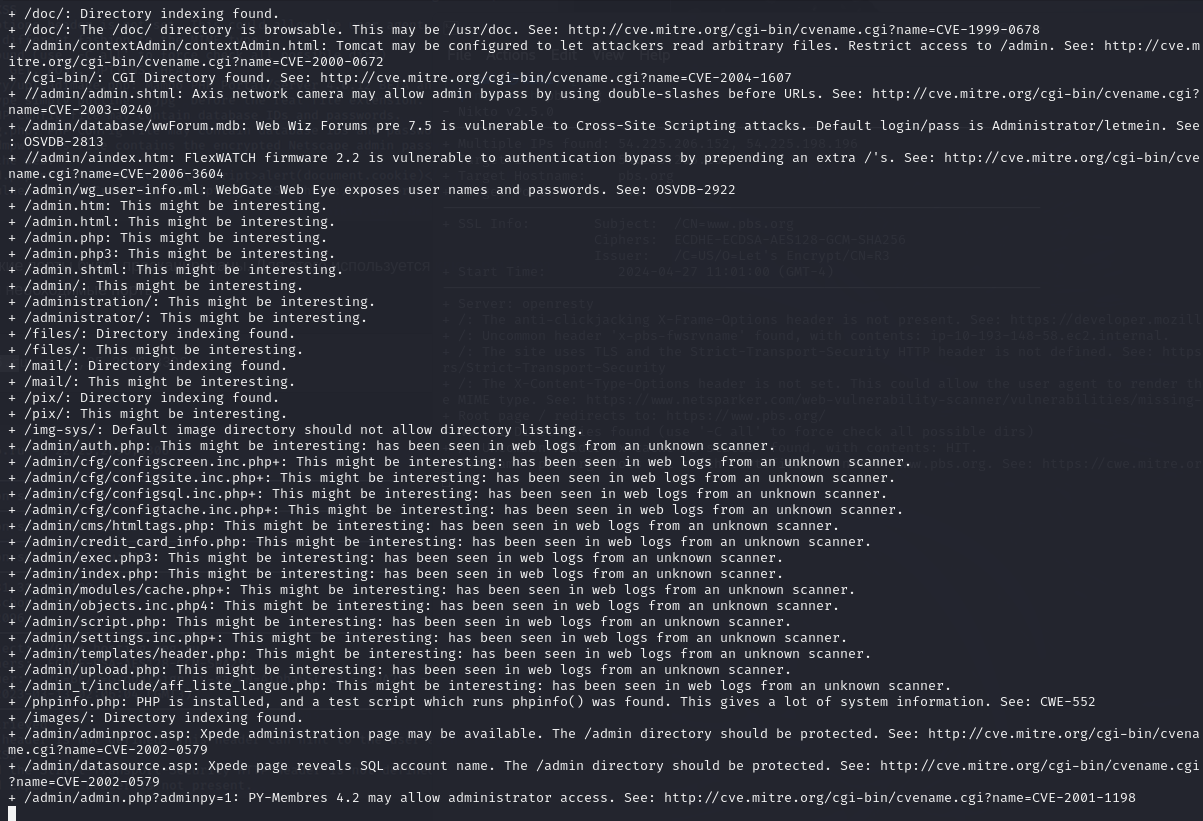 + /doc/: Directory indexing found.
+ /doc/: The /doc/ directory is browsable. This may be /usr/doc. See: http://cve.mitre.org/cgi-bin/cvename.cgi?name=CVE-1999-0678
+ /admin/contextAdmin/contextAdmin.html: Tomcat may be configured to let attackers read arbitrary files. Restrict access to /admin. See: http://cve.m
itre.org/cgi-bin/cvename.cgi?name=CVE-2000-0672
+ /cgi-bin/: CGI Directory found. See: http://cve.mitre.org/cgi-bin/cvename.cgi?name=CVE-2004-1607
+ //admin/admin.shtml: Axis network camera may allow admin bypass by using double-slashes before URLs. See: http://cve.mitre.org/cgi-bin/cvename.cgi?
name=CVE-2003-0240
+ /admin/database/wwForum.mdb: Web Wiz Forums pre 7.5 is vulnerable to Cross-Site Scripting attacks. Default login/pass is Administrator/letmein. See
: OSVDB-2813
+ //admin/aindex.htm: FlexWATCH firmware 2.2 is vulnerable to authentication bypass by prepending an extra /'s. See: http://cve.mitre.org/cgi-bin/cve
name.cgi?name=CVE-2006-3604
+ /admin/wg_user-info.ml: WebGate Web Eye exposes user names and passwords. See: OSVDB-2922
+ /admin.htm: This might be interesting.
+ /admin.html: This might be interesting.
+ /admin.php: This might be interesting.
+ /admin.php3: This might be interesting.
+ /admin.shtml: This might be interesting.
+ /admin/: This might be interesting.
+ /administration/: This might be interesting.
+ /administrator/: This might be interesting.
+ /files/: Directory indexing found.
+ /files/: This might be interesting.
+ /mail/: Directory indexing found.
+ /mail/: This might be interesting.
+ /pix/: Directory indexing found.
+ /pix/: This might be interesting.
+ /img-sys/: Default image directory should not allow directory listing.
+ /admin/auth.php: This might be interesting: has been seen in web logs from an unknown scanner.
+ /admin/cfg/configscreen.inc.php+: This might be interesting: has been seen in web logs from an unknown scanner.
+ /admin/cfg/configsite.inc.php+: This might be interesting: has been seen in web logs from an unknown scanner.
+ /admin/cfg/configsql.inc.php+: This might be interesting: has been seen in web logs from an unknown scanner.
+ /admin/cfg/configtache.inc.php+: This might be interesting: has been seen in web logs from an unknown scanner.
+ /admin/cms/htmltags.php: This might be interesting: has been seen in web logs from an unknown scanner.
+ /admin/credit_card_info.php: This might be interesting: has been seen in web logs from an unknown scanner.
+ /admin/exec.php3: This might be interesting: has been seen in web logs from an unknown scanner.
+ /admin/index.php: This might be interesting: has been seen in web logs from an unknown scanner.
+ /admin/modules/cache.php+: This might be interesting: has been seen in web logs from an unknown scanner.
+ /admin/objects.inc.php4: This might be interesting: has been seen in web logs from an unknown scanner.
+ /admin/script.php: This might be interesting: has been seen in web logs from an unknown scanner.
+ /admin/settings.inc.php+: This might be interesting: has been seen in web logs from an unknown scanner.
+ /admin/templates/header.php: This might be interesting: has been seen in web logs from an unknown scanner.
+ /admin/upload.php: This might be interesting: has been seen in web logs from an unknown scanner.
+ /admin_t/include/aff_liste_langue.php: This might be interesting: has been seen in web logs from an unknown scanner.
+ /phpinfo.php: PHP is installed, and a test script which runs phpinfo() was found. This gives a lot of system information. See: CWE-552
+ /images/: Directory indexing found.
+ /admin/adminproc.asp: Xpede administration page may be available. The /admin directory should be protected. See: http://cve.mitre.org/cgi-bin/cvena
me.cgi?name=CVE-2002-0579
+ /admin/datasource.asp: Xpede page reveals SQL account name. The /admin directory should be protected. See: http://cve.mitre.org/cgi-bin/cvename.cgi
?name=CVE-2002-0579
+ /admin/admin.php?adminpy=1: PY-Membres 4.2 may allow administrator access. See: http://cve.mitre.org/cgi-bin/cvename.cgi?name=CVE-2001-1198